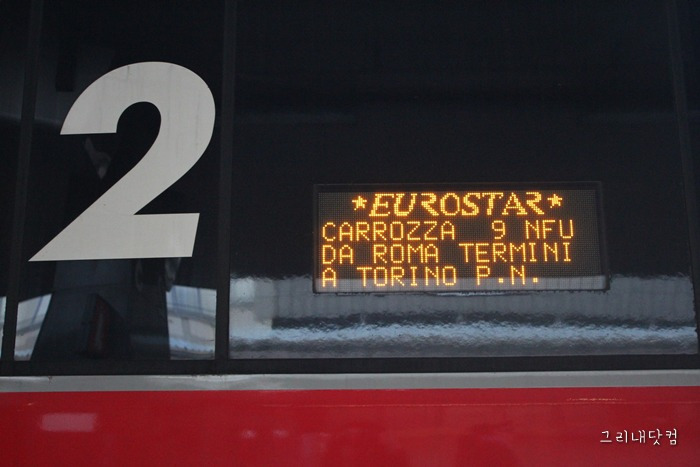 2
*EUROSTAR*
CARROZZA 9 NFU
DA ROMA TERMINI
A TORINO P.N.
그리내닷컴